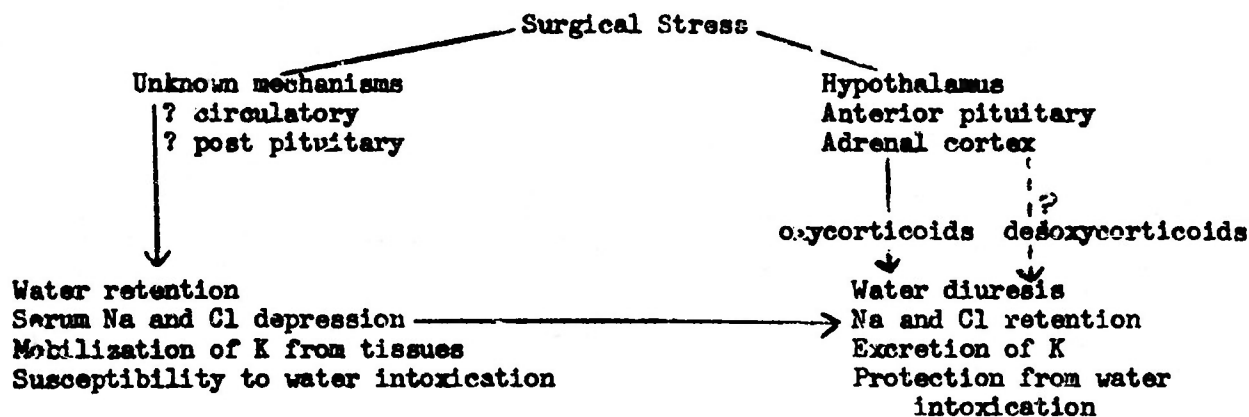 Surgical Stress
Unknown mechanisms
? circulatory
? post pituitary
Hypothalamus
Anterior pituitary
Adrenal cortex
?
oxycorticoids desoxycorticoids
Water retention
Serum Na and Cl depression
Mobilization of K from tissues
Susceptibility to water intoxication
Water diuresis
Na and Cl retention
Excretion of K
Protection from water
intoxication